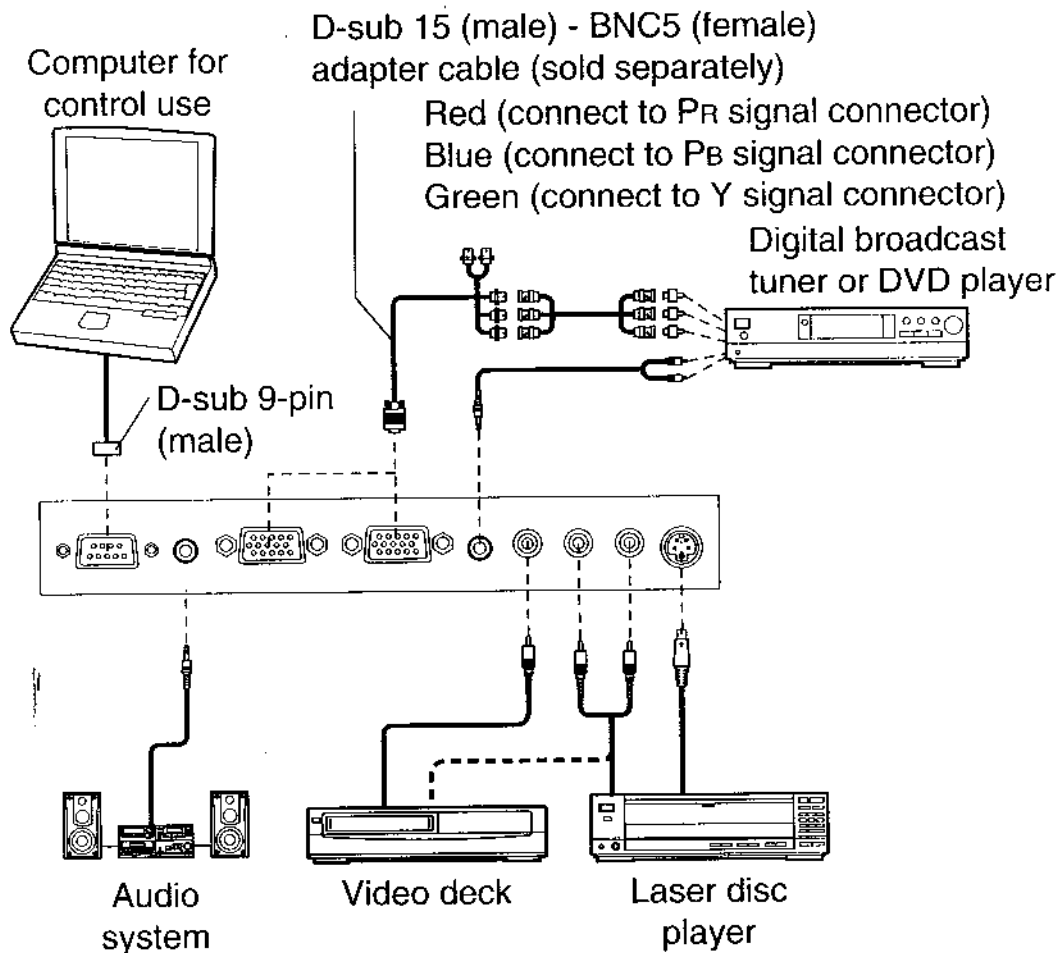 D-sub 15 (male) - BNC5 (female)
adapter cable (sold separately)
Computer for
control use
Red (connect to PR signal connector)
Blue (connect to PB signal connector)
Green (connect to Y signal connector)
Digital broadcast
tuner or DVD player
D-sub 9-pin
(male)
Audio
system
Video deck
Laser disc
player